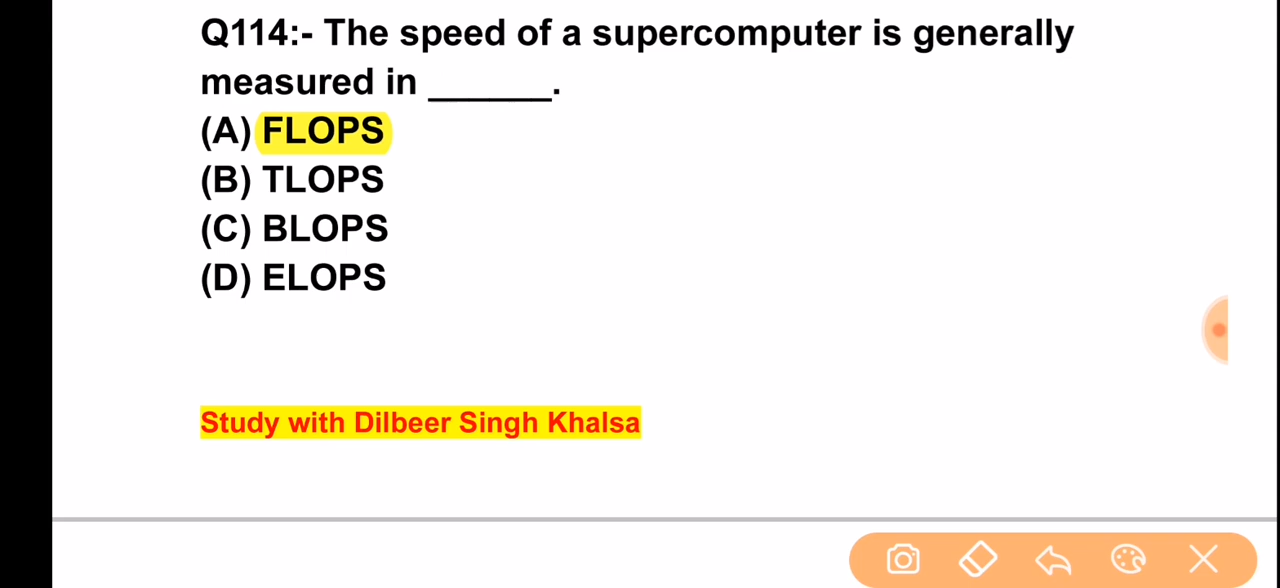 Q114:- The speed of a supercomputer is generally
measured in ______.
(A) FLOPS
(B) TLOPS
(C) BLOPS
(D) ELOPS
Study with Dilbeer Singh Khalsa